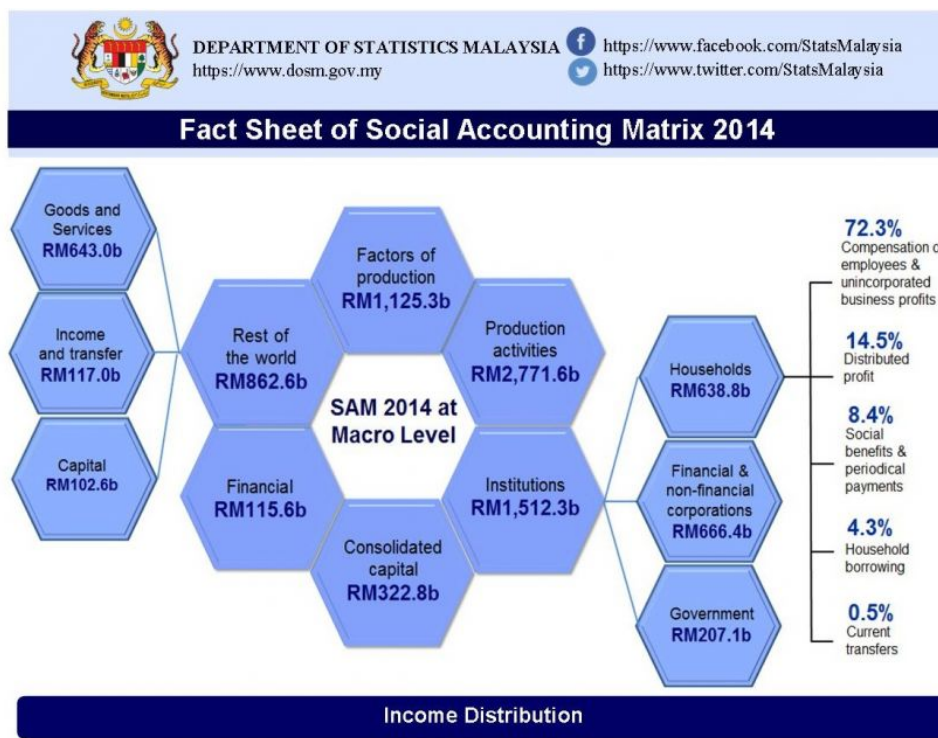 DEPARTMENT OF STATISTICS MALAYSIA
https://www.dosm.gov.my
https://www.facebook.com/StatsMalaysia
https://www.twitter.com/StatsMalaysia
Fact Sheet of Social Accounting Matrix 2014
Goods and
Services
RM643.0b
Income
and transfer
RM117.0b
Capital
RM102.6b
Factors of
production
RM1,125.3b
Rest of
the world
RM862.6b
Production
activities
RM2,771.6b
SAM 2014 at
Macro Level
Financial
RM115.6b
Institutions
RM1,512.3b
Consolidated
capital
RM322.8b
Households
RM638.8b
Financial &
non-financial
corporations
RM666.4b
Government
RM207.1b
72.3%
Compensation o
employees &
unincorporated
business profits
14.5%
Distributed
profit
8.4%
Social
benefits &
periodical
payments
4.3%
Household
borrowing
0.5%
Current
transfers
Income Distribution